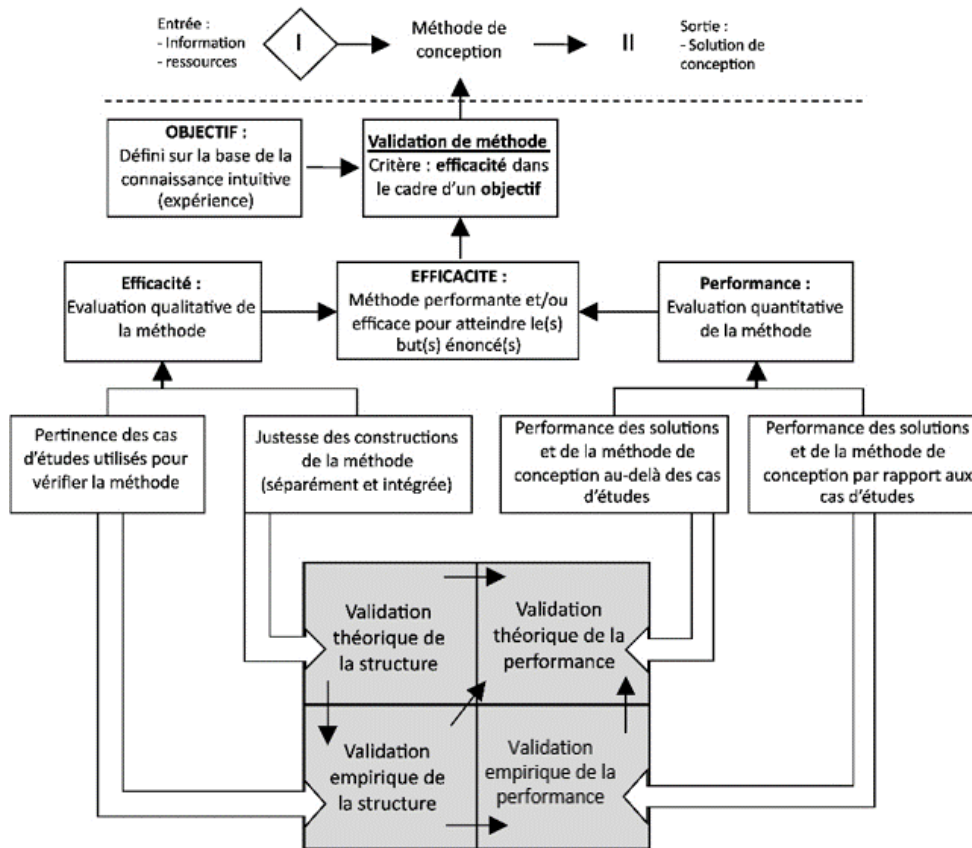 Entrée :
- Information
- ressources
I
Méthode de
conception
II
Sortie :
- Solution de
conception
OBJECTIF :
Défini sur la base de la
connaissance intuitive
(expérience)
Validation de méthode
Critère : efficacité dans
le cadre d'un objectif
Efficacité :
Evaluation qualitative de
la méthode
EFFICACITE :
Méthode performante et/ou
efficace pour atteindre le(s)
but(s) énoncé(s)
Performance :
Evaluation quantitative
de la méthode
Pertinence des cas
d'études utilisés pour
vérifier la méthode
Justesse des constructions
de la méthode
(séparément et intégrée)
Performance des solutions
et de la méthode de
conception au-delà des cas
d'études
Performance des solutions
et de la méthode de
conception par rapport aux
cas d'études
Validation
théorique de
la structure
Validation
théorique de la
performance
Validation
empirique de
la structure
Validation
empirique de la
performance